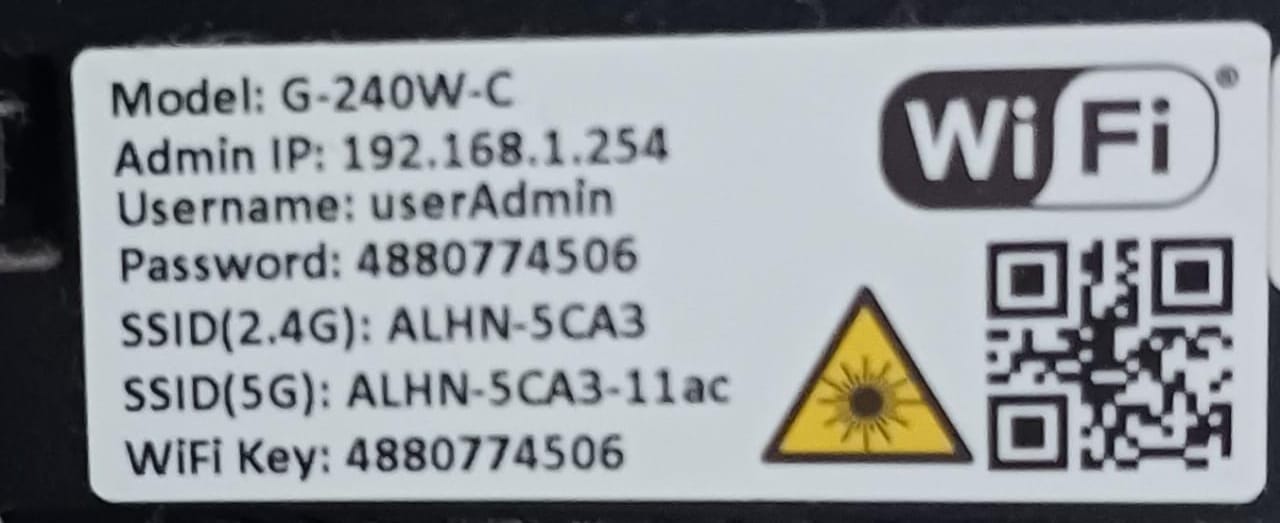 Model: G-240W-C
Admin IP: 192.168.1.254
Username: userAdmin
Password: 4880774506
SSID(2.4G): ALHN-5CA3
SSID(5G): ALHN-5CA3-11ac
WiFi Key: 4880774506
WiFi®